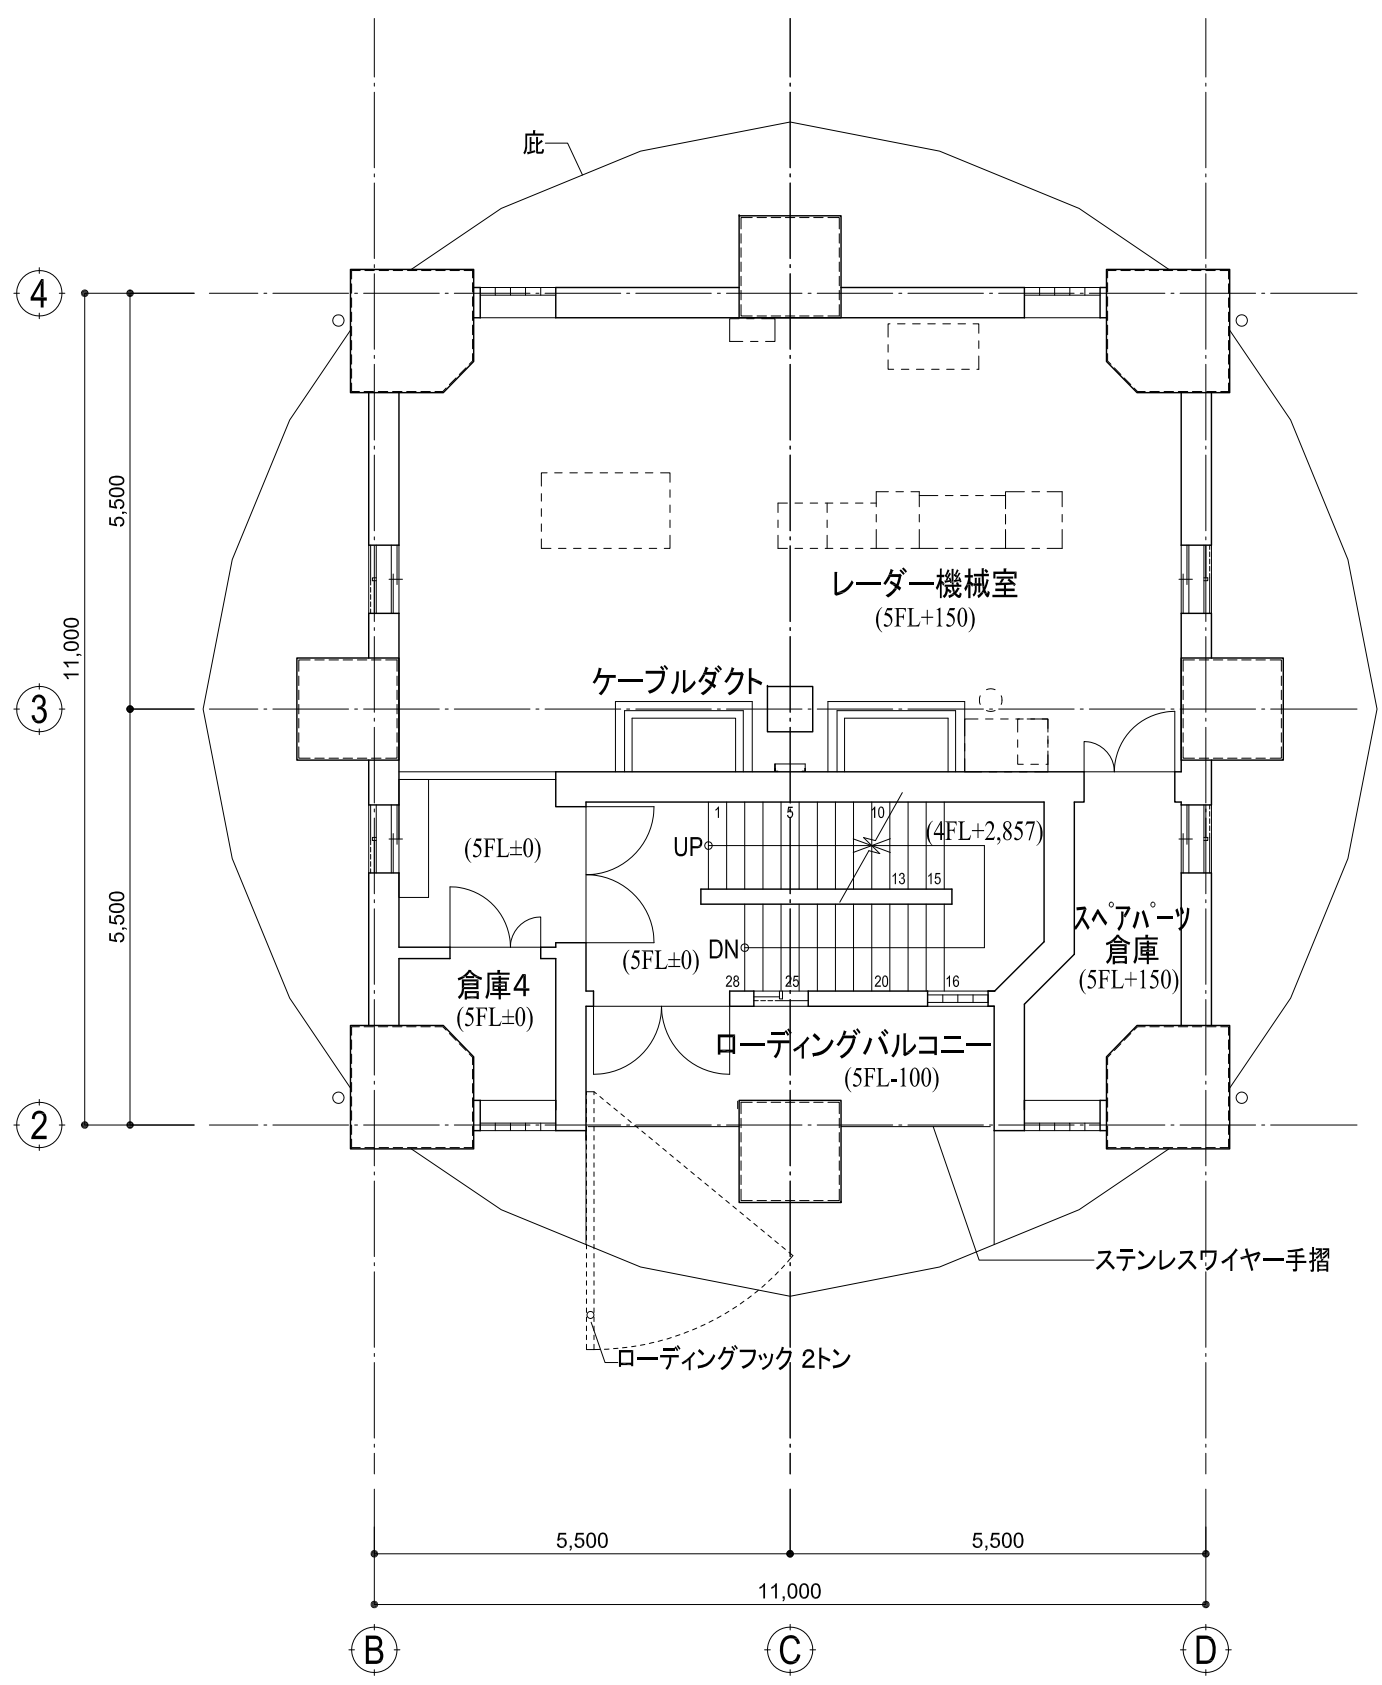 庇
4
5,500
11,000
レーダー機械室
(5FL+150)
ケーブルダクト
3
1
5
10
(4FL+2,857)
UP
(5FL±0)
13
15
スペアパーツ
倉庫
(5FL+150)
5,500
DN
(5FL±0)
28
25
20
16
倉庫4
(5FL±0)
ローディングバルコニー
(5FL-100)
2
ステンレスワイヤー手摺
ローディングフック 2トン
5,500
5,500
11,000
B
C
D